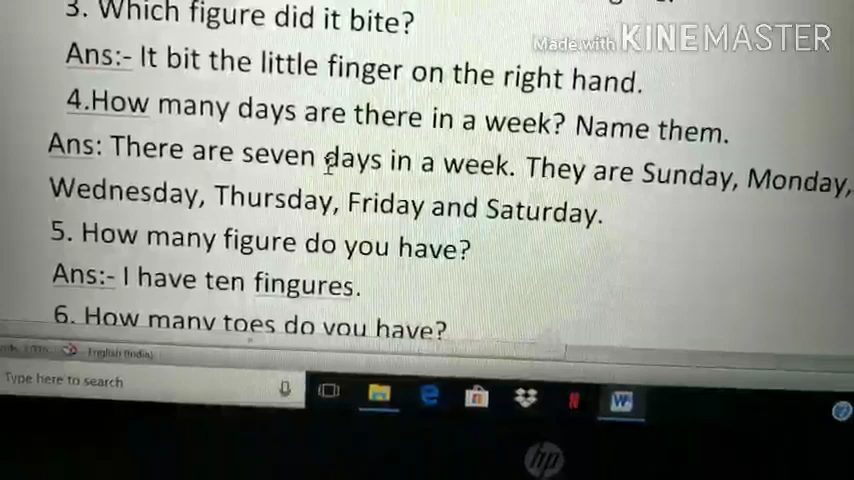 3. Which figure did it bite?
Made with KINEMASTER
Ans:- It bit the little finger on the right hand.
4.How many days are there in a week? Name them.
Ans: There are seven days in a week. They are Sunday, Monday,
Wednesday, Thursday, Friday and Saturday.
5. How many figure do you have?
Ans:- I have ten fingures.
6. How many toes do you have?
English (India)
Type here to search
hp